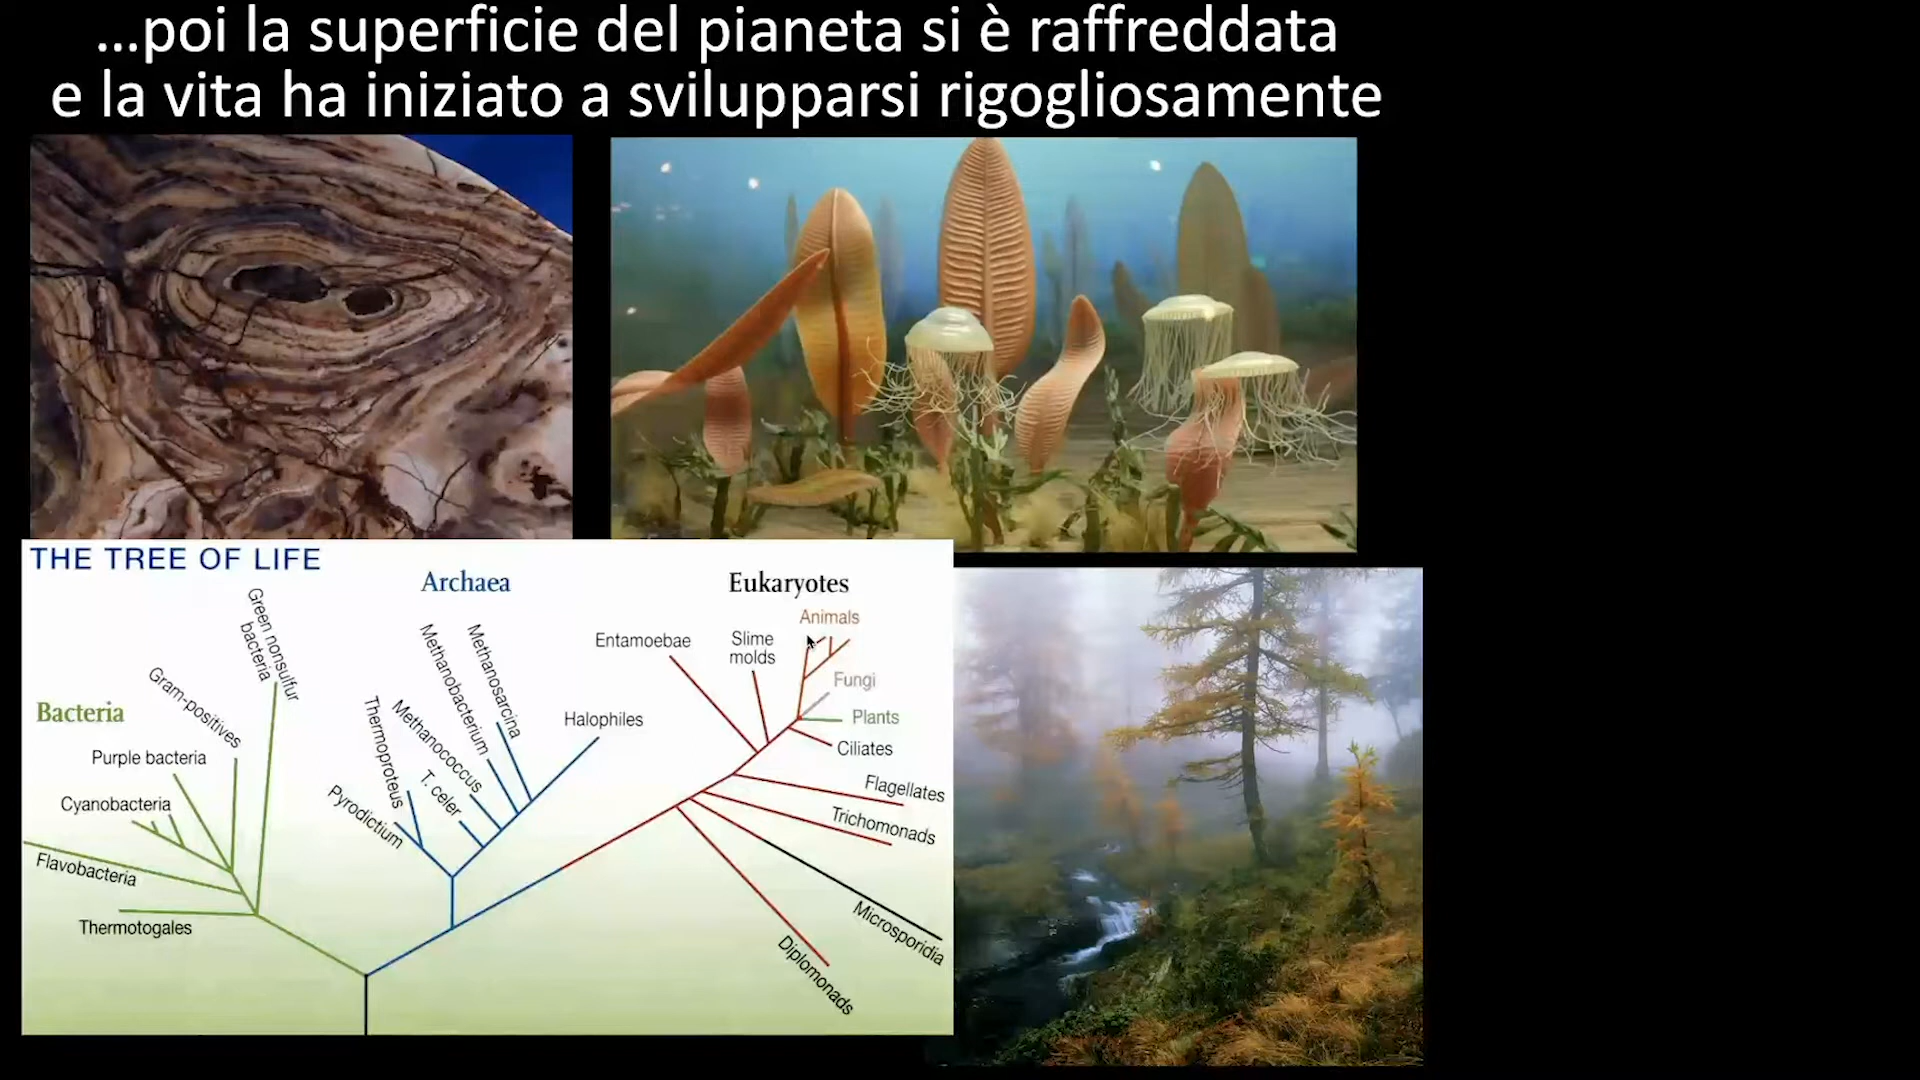 ...poi la superficie del pianeta si è raffreddata
e la vita ha iniziato a svilupparsi rigogliosamente
THE TREE OF LIFE
Bacteria
Green nonsulfur
bacteria
Gram-positives
Purple bacteria
Cyanobacteria
Flavobacteria
Thermotogales
Archaea
Methanosarcina
Methanobacterium
Methanococcus
Thermoproteus
T. celer
Pyrodictium
Halophiles
Eukaryotes
Animals
Entamoebae
Slime
molds
Fungi
Plants
Ciliates
Flagellates
Trichomonads
Microsporidia
Diplomonads